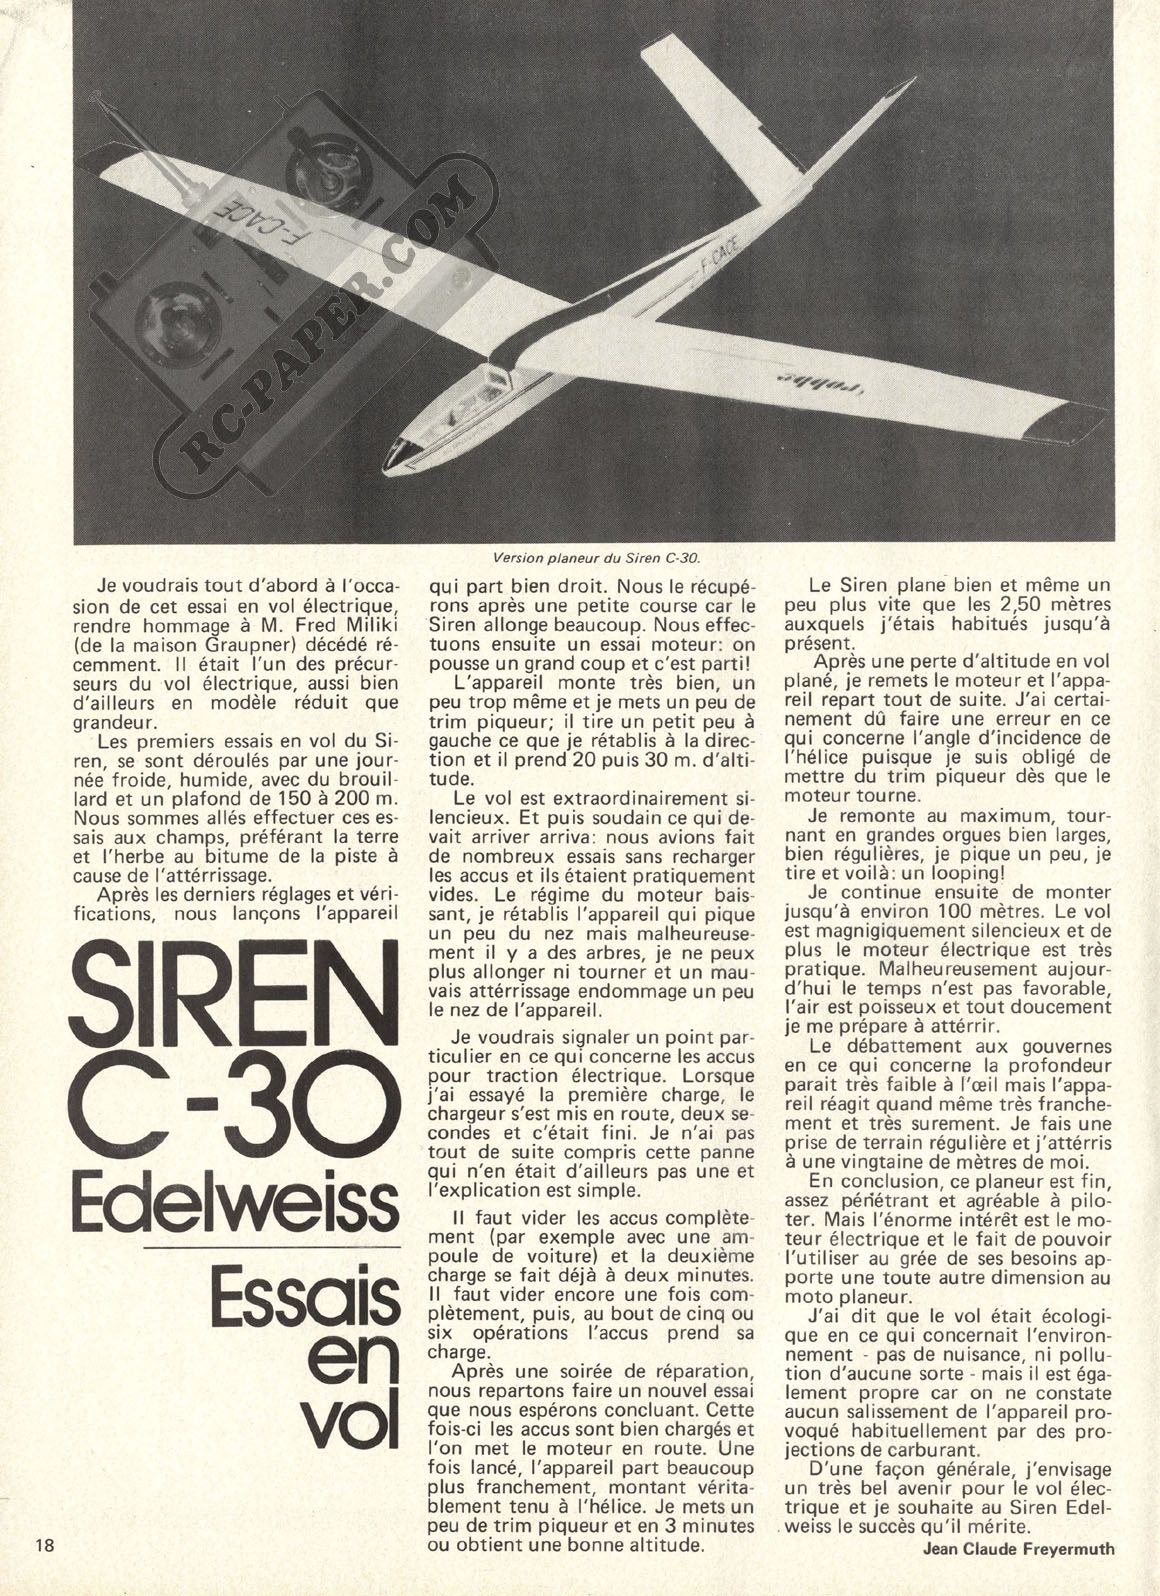 F-CACE
F-CACE
robbe
RC-PAPER.COM
Version planeur du Siren C-30.
Je voudrais tout d'abord à l'occa-
sion de cet essai en vol électrique,
rendre hommage à M. Fred Miliki
(de la maison Graupner) décédé ré-
cemment. Il était l'un des précur-
seurs du vol électrique, aussi bien
d'ailleurs en modèle réduit que
grandeur.
Les premiers essais en vol du Si-
ren, se sont déroulés par une jour-
née froide, humide, avec du brouil-
lard et un plafond de 150 à 200 m.
Nous sommes allés effectuer ces es-
sais aux champs, préférant la terre
et l'herbe au bitume de la piste à
cause de l'attérrissage.
Après les derniers réglages et véri-
fications, nous lançons l'appareil
SIREN
C-30
Edelweiss
Essais
en
vol
qui part bien droit. Nous le récupé-
rons après une petite course car le
Siren allonge beaucoup. Nous effec-
tuons ensuite un essai moteur: on
pousse un grand coup et c'est parti!
L'appareil monte très bien, un
peu trop même et je mets un peu de
trim piqueur; il tire un petit peu à
gauche ce que je rétablis à la direc-
tion et il prend 20 puis 30 m. d'alti-
tude.
Le vol est extraordinairement si-
lencieux. Et puis soudain ce qui de-
vait arriver arriva: nous avions fait
de nombreux essais sans recharger
les accus et ils étaient pratiquement
vides. Le régime du moteur bais-
sant, je rétablis l'appareil qui pique
un peu du nez mais malheureuse-
ment il y a des arbres, je ne peux
plus allonger ni tourner et un mau-
vais attérrissage endommage un peu
le nez de l'appareil.
Je voudrais signaler un point par-
ticulier en ce qui concerne les accus
pour traction électrique. Lorsque
j'ai essayé la première charge, le
chargeur s'est mis en route, deux se-
condes et c'était fini. Je n'ai pas
tout de suite compris cette panne
qui n'en était d'ailleurs pas une et
l'explication est simple.
Il faut vider les accus complète-
ment (par exemple avec une am-
poule de voiture) et la deuxième
charge se fait déjà à deux minutes.
Il faut vider encore une fois com-
plètement, puis, au bout de cinq ou
six opérations l'accus prend sa
charge.
Après une soirée de réparation,
nous repartons faire un nouvel essai
que nous espérons concluant. Cette
fois-ci les accus sont bien chargés et
l'on met le moteur en route. Une
fois lancé, l'appareil part beaucoup
plus franchement, montant vérita-
blement tenu à l'hélice. Je mets un
peu de trim piqueur et en 3 minutes
ou obtient une bonne altitude.
Le Siren plane bien et même un
peu plus vite que les 2,50 mètres
auxquels j'étais habitués jusqu'à
présent.
Après une perte d'altitude en vol
plané, je remets le moteur et l'appa-
reil repart tout de suite. J'ai certai-
nement dû faire une erreur en ce
qui concerne l'angle d'incidence de
l'hélice puisque je suis obligé de
mettre du trim piqueur dès que le
moteur tourne.
Je remonte au maximum, tour-
nant en grandes orgues bien larges,
bien régulières, je pique un peu, je
tire et voilà: un looping!
Je continue ensuite de monter
jusqu'à environ 100 mètres. Le vol
est magnigiquement silencieux et de
plus le moteur électrique est très
pratique. Malheureusement aujour-
d'hui le temps n'est pas favorable,
l'air est poisseux et tout doucement
je me prépare à attérrir.
Le débattement aux gouvernes
en ce qui concerne la profondeur
parait très faible à l'œil mais l'appa-
reil réagit quand même très franche-
ment et très surement. Je fais une
prise de terrain régulière et j'attérris
à une vingtaine de mètres de moi.
En conclusion, ce planeur est fin,
assez pénétrant et agréable à pilo-
ter. Mais l'énorme intérêt est le mo-
teur électrique et le fait de pouvoir
l'utiliser au grée de ses besoins ap-
porte une toute autre dimension au
moto planeur.
J'ai dit que le vol était écologi-
que en ce qui concernait l'environ-
nement - pas de nuisance, ni pollu-
tion d'aucune sorte - mais il est éga-
lement propre car on ne constate
aucun salissement de l'appareil pro-
voqué habituellement par des pro-
jections de carburant.
D'une façon générale, j'envisage
un très bel avenir pour le vol élec-
trique et je souhaite au Siren Edel-
weiss le succès qu'il mérite.
Jean Claude Freyermuth
18